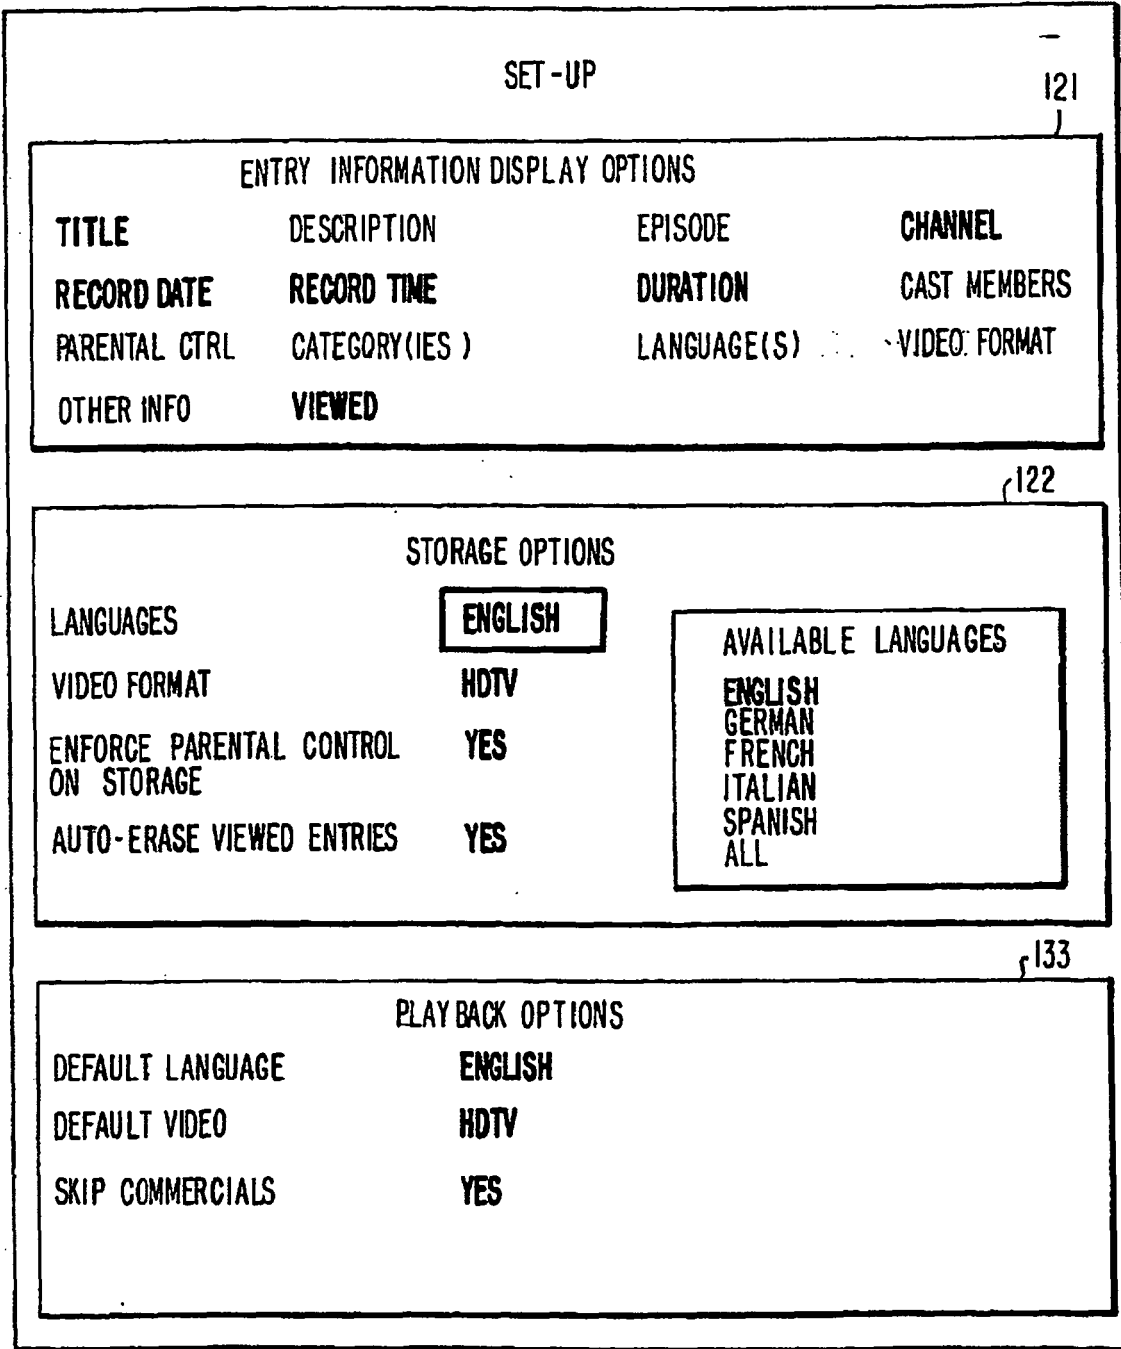 SET-UP
121
ENTRY INFORMATION DISPLAY OPTIONS
TITLE DESCRIPTION EPISODE CHANNEL
RECORD DATE RECORD TIME DURATION CAST MEMBERS
PARENTAL CTRL CATEGORY(IES) LANGUAGE(S) VIDEO FORMAT
OTHER INFO VIEWED
122
STORAGE OPTIONS
LANGUAGES ENGLISH
VIDEO FORMAT HDTV
ENFORCE PARENTAL CONTROL YES
ON STORAGE
AUTO-ERASE VIEWED ENTRIES YES
AVAILABLE LANGUAGES
ENGLISH
GERMAN
FRENCH
ITALIAN
SPANISH
ALL
133
PLAYBACK OPTIONS
DEFAULT LANGUAGE ENGLISH
DEFAULT VIDEO HDTV
SKIP COMMERCIALS YES